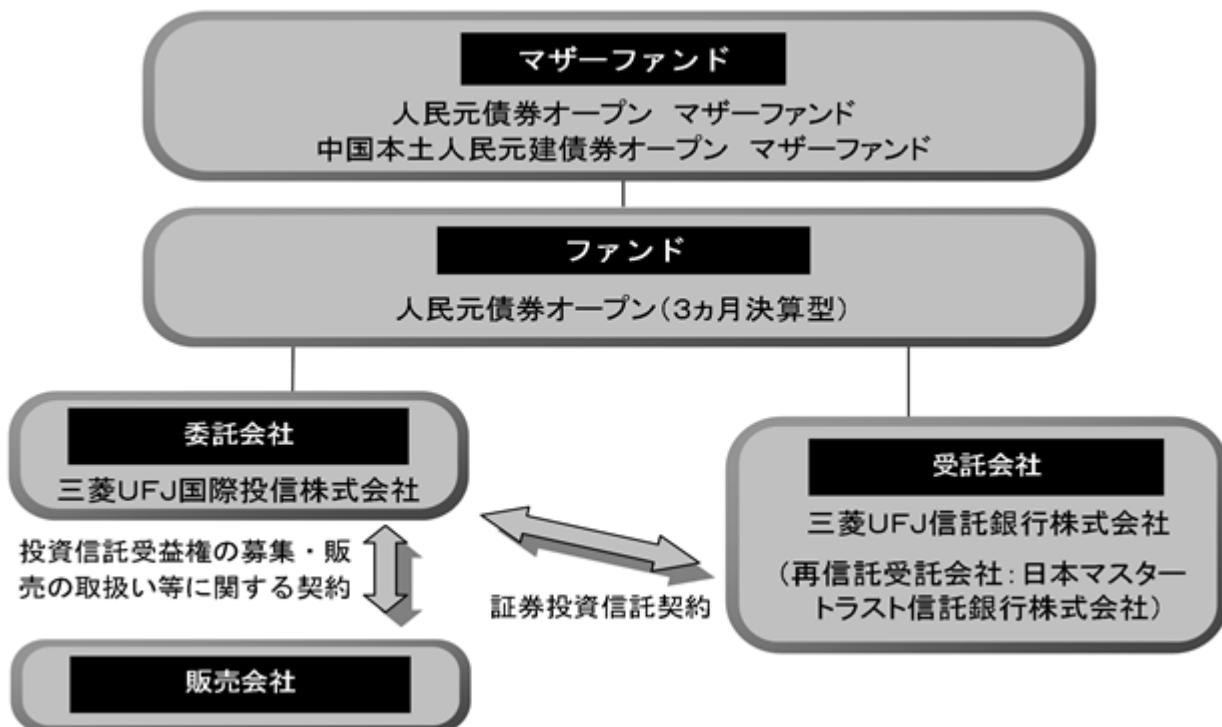 マザーファンド
人民元債券オープン　マザーファンド
中国本土人民元建債券オープン　マザーファンド
ファンド
人民元債券オープン（３ヵ月決算型）
委託会社
三菱ＵＦＪ国際投信株式会社
投資信託受益権の募集・販
売の取扱い等に関する契約
販売会社
証券投資信託契約
受託会社
三菱ＵＦＪ信託銀行株式会社
（再信託受託会社：日本マスター
トラスト信託銀行株式会社）